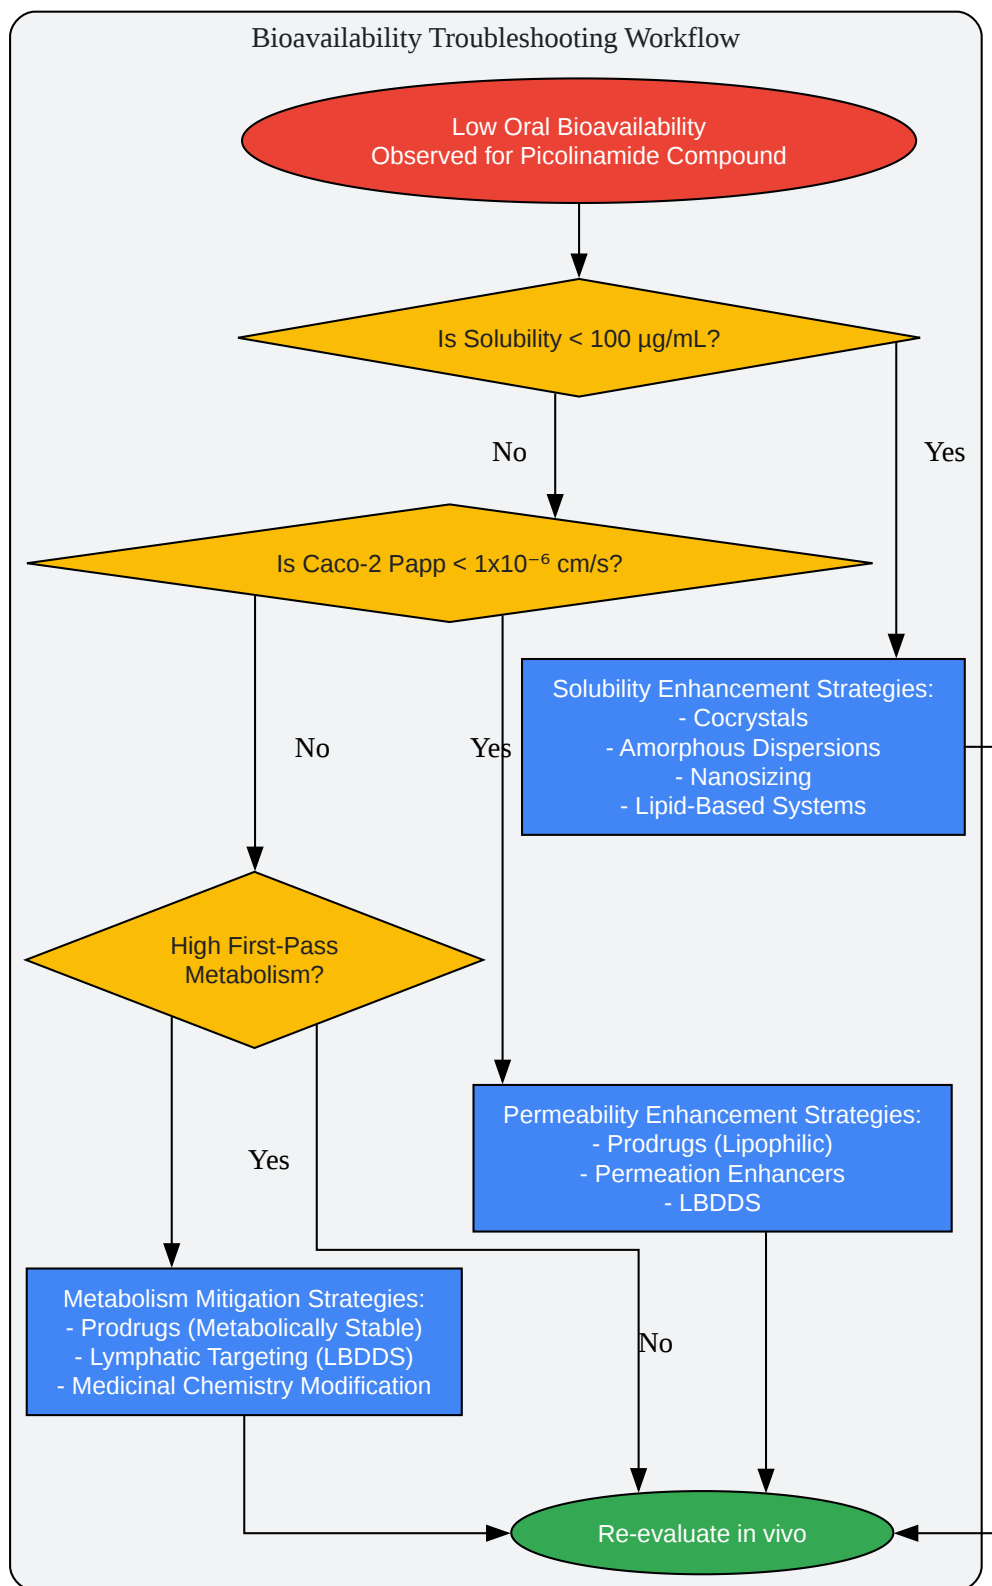 Bioavailability Troubleshooting Workflow
Low Oral Bioavailability
Observed for Picolinamide Compound
Is Solubility < 100 µg/mL?
No
Yes
Is Caco-2 Papp < 1x10⁻⁶ cm/s?
Solubility Enhancement Strategies:
- Cocrystals
- Amorphous Dispersions
- Nanosizing
- Lipid-Based Systems
No
Yes
High First-Pass
Metabolism?
Permeability Enhancement Strategies:
- Prodrugs (Lipophilic)
- Permeation Enhancers
- LBDDS
Yes
Metabolism Mitigation Strategies:
- Prodrugs (Metabolically Stable)
- Lymphatic Targeting (LBDDS)
- Medicinal Chemistry Modification
No
Re-evaluate in vivo